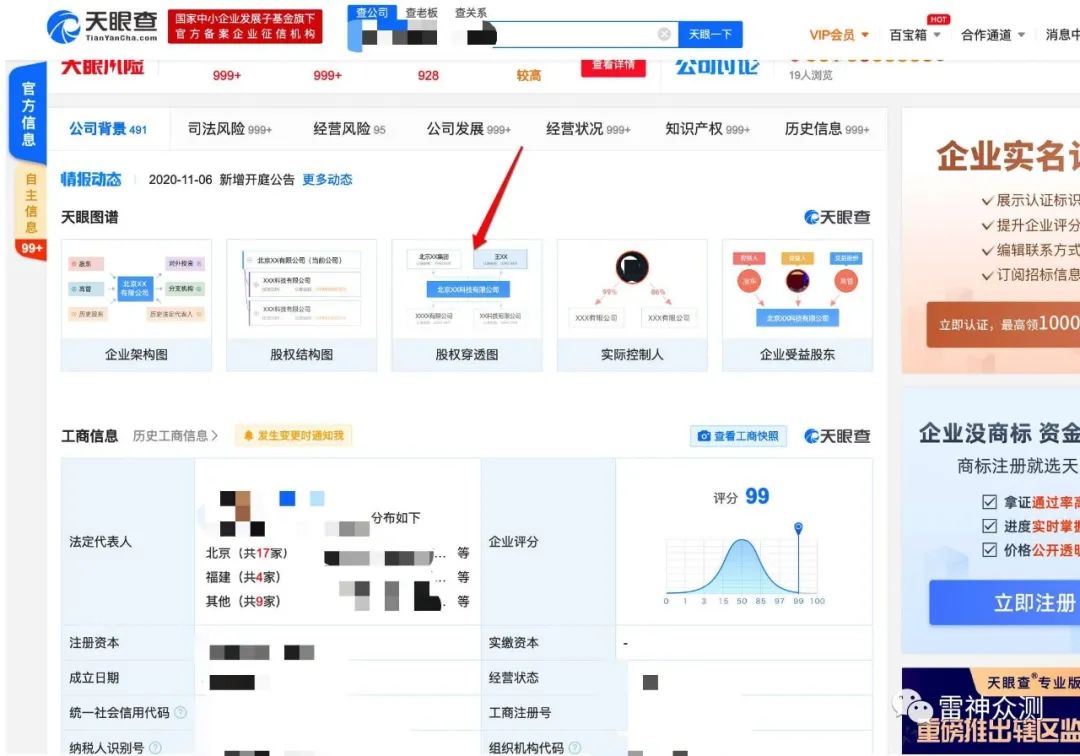 天眼查
TianYanCha.com
国家中小企业发展子基金旗下
官方备案企业征信机构
查公司 查老板 查关系
天眼一下
VIP会员
百宝箱
HOT
合作通道
消息中
天眼风险
999+
999+
928
较高
查看详情
公司讨论
19人浏览
官方信息
自主信息
99+
公司背景 491
司法风险 999+
经营风险 95
公司发展 999+
经营状况 999+
知识产权 999+
历史信息 999+
情报动态
2020-11-06 新增开庭公告 更多动态
天眼图谱
天眼查
股东
高管
历史股东
北京XX
有限公司
对外投资
分支机构
历史法定代表人
企业架构图
北京XX有限公司（当前公司）
XXX科技有限公司
XXX科技有限公司
股权结构图
北京XX集团
王XX
北京XX科技有限公司
XXXX有限公司
XX科技有限公司
股权穿透图
99%
86%
XXX有限公司
XXX有限公司
实际控制人
股东
高管
北京XX科技有限公司
企业受益股东
工商信息
历史工商信息
发生变更时通知我
查看工商快照
天眼查
法定代表人
分布如下
北京（共17家） ... 等
福建（共4家） ... 等
其他（共9家） 等
企业评分
评分 99
0 1 3 15 50 85 97 99 100
注册资本
实缴资本
-
成立日期
经营状态
统一社会信用代码
工商注册号
纳税人识别号
组织机构代码
企业实名认
展示认证标识
提升企业评分
编辑联系方式
订阅招标信息
立即认证，最高领1000
企业没商标 资金
商标注册就选天
拿证通过率高
进度实时掌握
价格公开透明
立即注册
天眼查®专业版
重磅推出辖区监
雷神众测